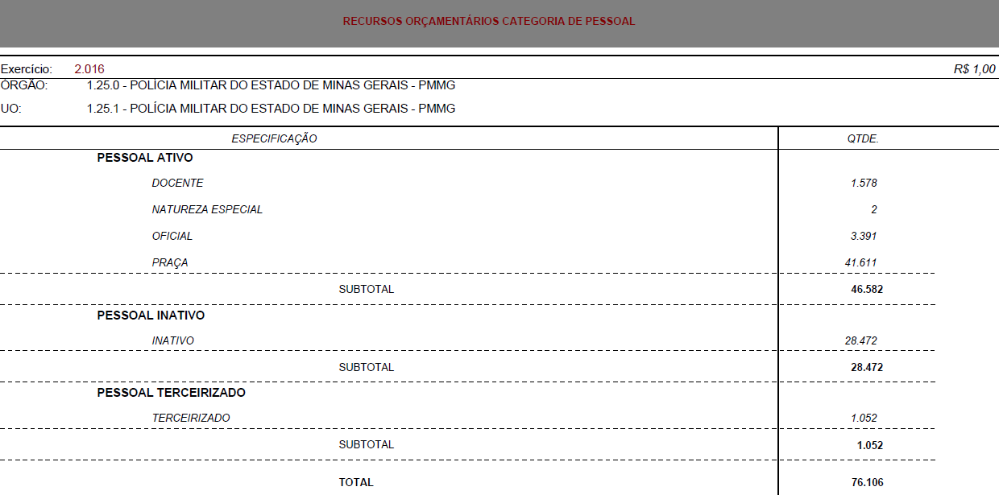 RECURSOS ORÇAMENTÁRIOS CATEGORIA DE PESSOAL
Exercício: 2.016 R$ 1,00
ÓRGÃO: 1.25.0 - POLÍCIA MILITAR DO ESTADO DE MINAS GERAIS - PMMG
UO: 1.25.1 - POLÍCIA MILITAR DO ESTADO DE MINAS GERAIS - PMMG
ESPECIFICAÇÃO QTDE.
PESSOAL ATIVO
DOCENTE 1.578
NATUREZA ESPECIAL 2
OFICIAL 3.391
PRAÇA 41.611
SUBTOTAL 46.582
PESSOAL INATIVO
INATIVO 28.472
SUBTOTAL 28.472
PESSOAL TERCEIRIZADO
TERCEIRIZADO 1.052
SUBTOTAL 1.052
TOTAL 76.106